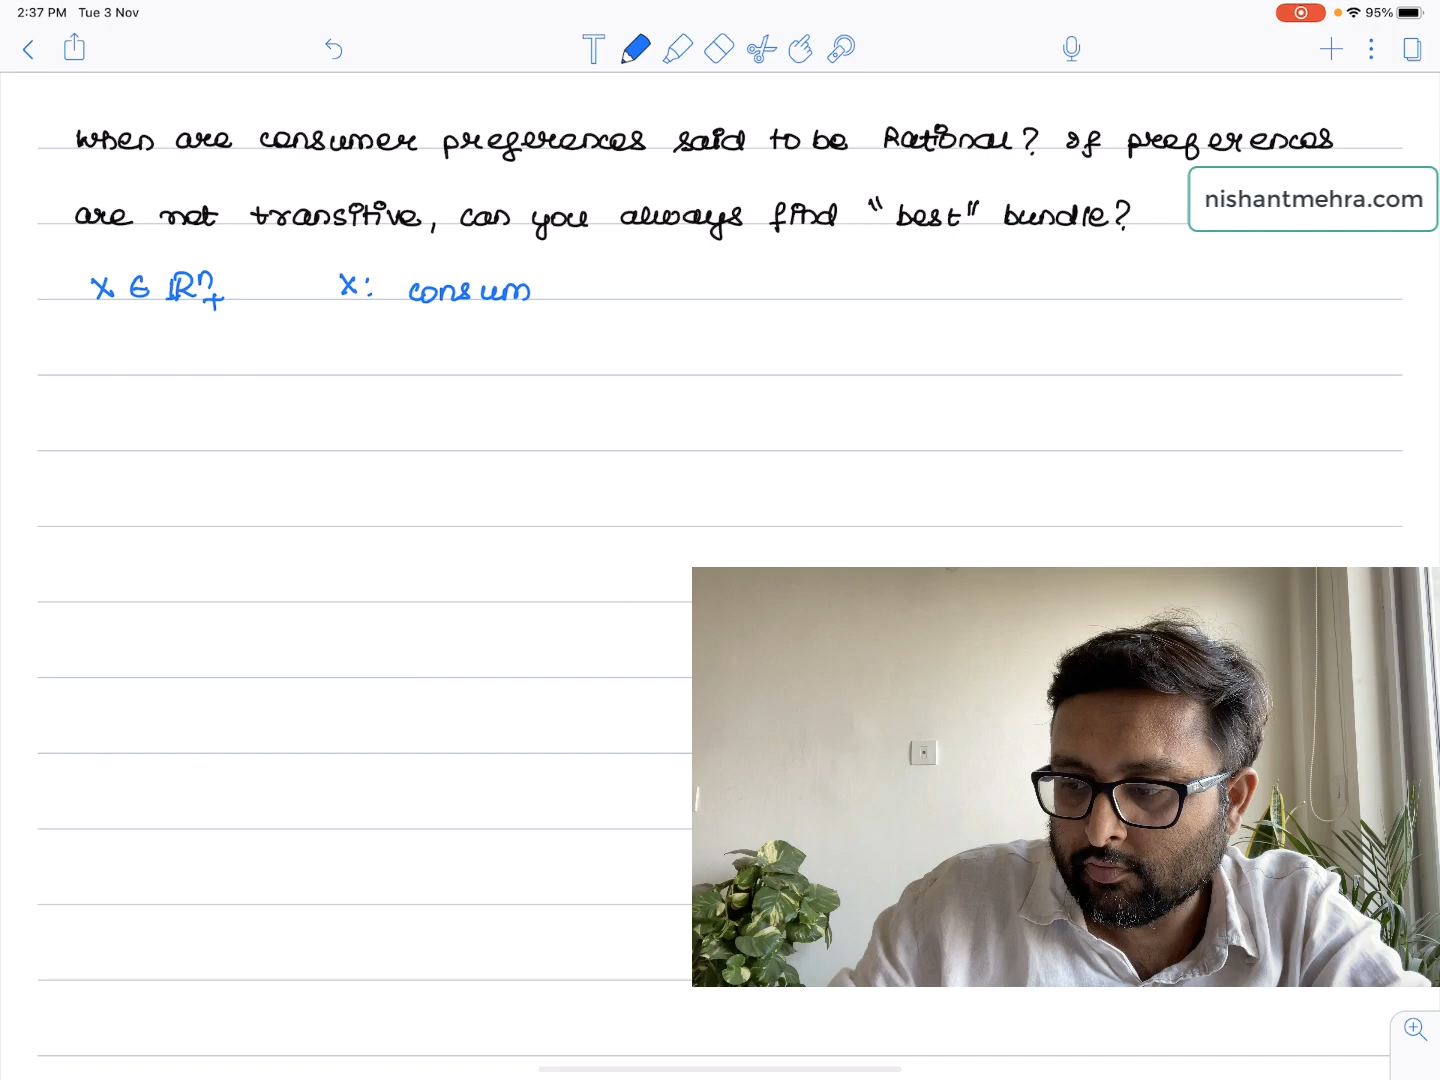 2:37 PM Tue 3 Nov
95%
When are consumer preferences said to be Rational? If preferences
nishantmehra.com
are not transitive, can you always find "best" bundle?
X ∈ ℝⁿ₊ X: consum